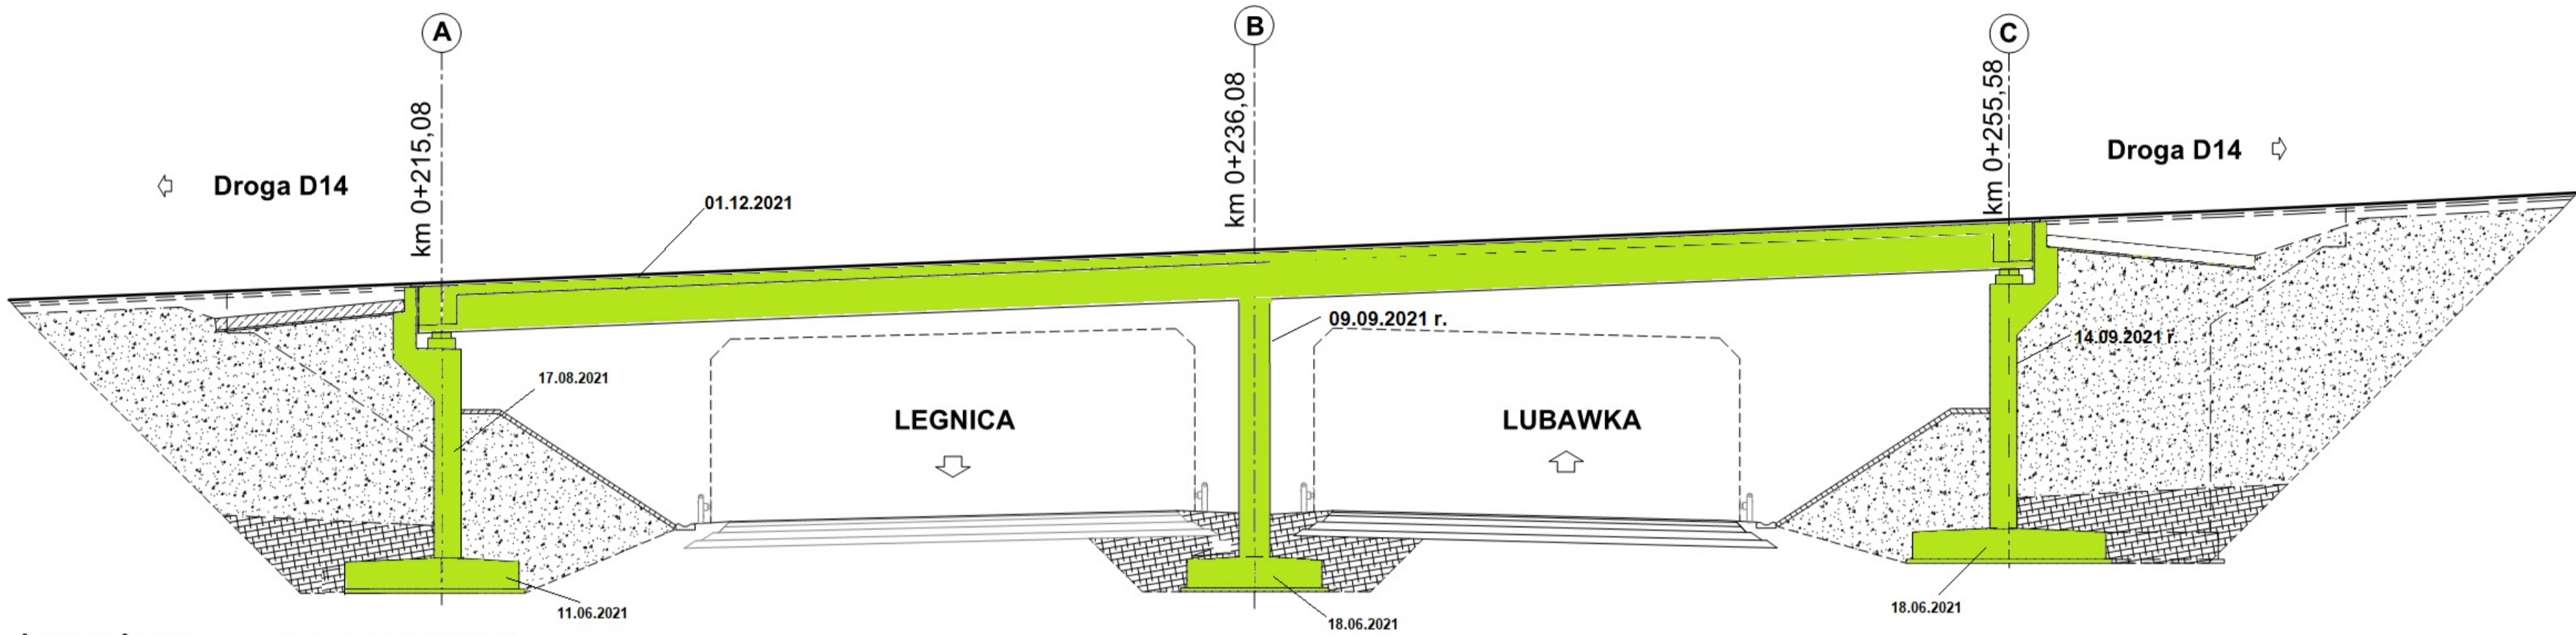 A
B
C
km 0+215,08
km 0+236,08
km 0+255,58
Droga D14
Droga D14
01.12.2021
09.09.2021 r.
14.09.2021 r.
17.08.2021
LEGNICA
LUBAWKA
11.06.2021
18.06.2021
18.06.2021